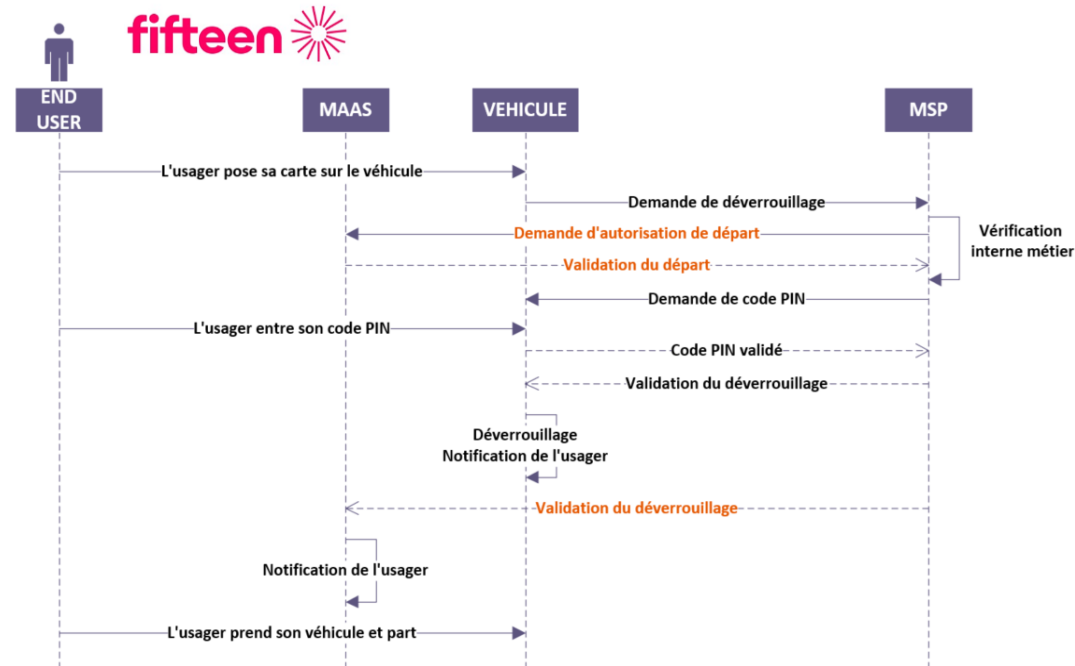 fifteen
END
USER
MAAS
VEHICULE
MSP
L'usager pose sa carte sur le véhicule
Demande de déverrouillage
Demande d'autorisation de départ
Vérification
interne métier
Validation du départ
Demande de code PIN
L'usager entre son code PIN
Code PIN validé
Validation du déverrouillage
Déverrouillage
Notification de l'usager
Validation du déverrouillage
Notification de l'usager
L'usager prend son véhicule et part